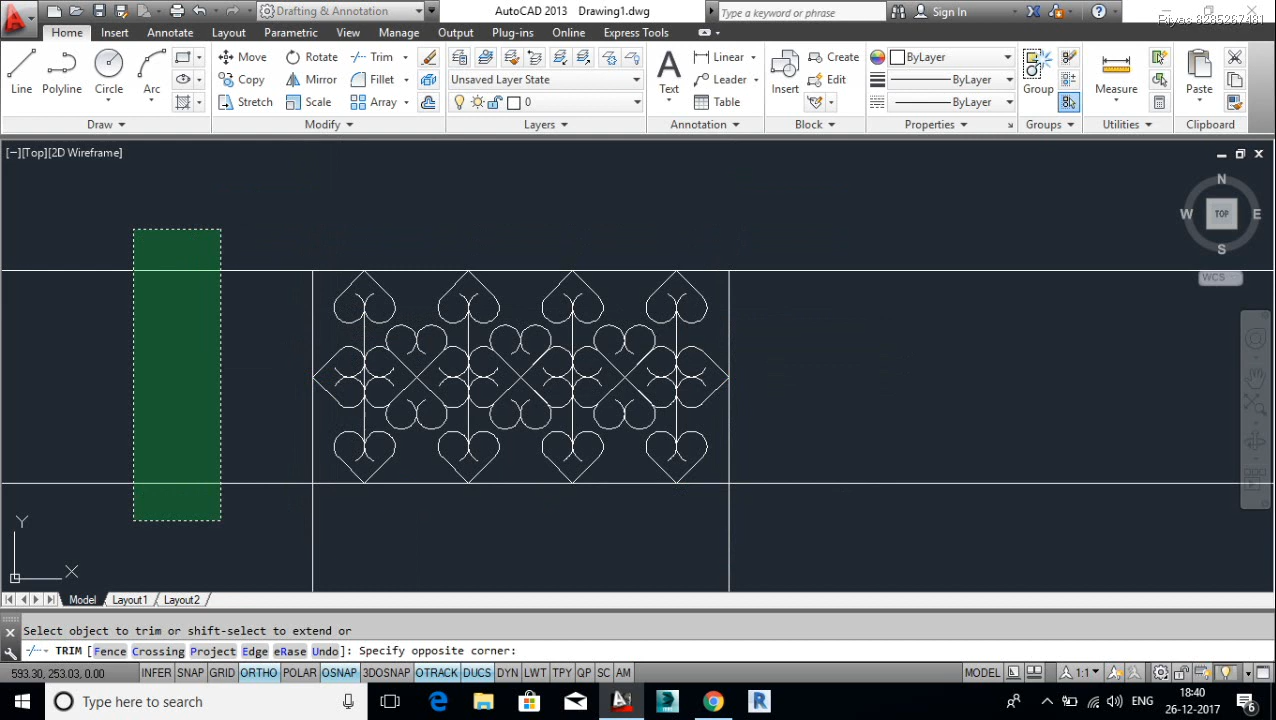 Drafting & Annotation
AutoCAD 2013 Drawing1.dwg
Type a keyword or phrase
Sign In
Riyas 8285267481
Home Insert Annotate Layout Parametric View Manage Output Plug-ins Online Express Tools
Line Polyline Circle Arc
Move Rotate Trim
Copy Mirror Fillet
Stretch Scale Array
Unsaved Layer State
0
Text
Linear
Leader
Table
Insert
Create
Edit
ByLayer
ByLayer
ByLayer
Group
Measure
Paste
Draw Modify Layers Annotation Block Properties Groups Utilities Clipboard
[−][Top][2D Wireframe]
N
W TOP E
S
WCS
Y
X
Model Layout1 Layout2
Select object to trim or shift-select to extend or
TRIM [Fence Crossing Project Edge eRase Undo]: Specify opposite corner:
593.30, 253.03, 0.00 INFER SNAP GRID ORTHO POLAR OSNAP 3DOSNAP OTRACK DUCS DYN LWT TPY QP SC AM MODEL 1:1
Type here to search
ENG
18:40
26-12-2017
6